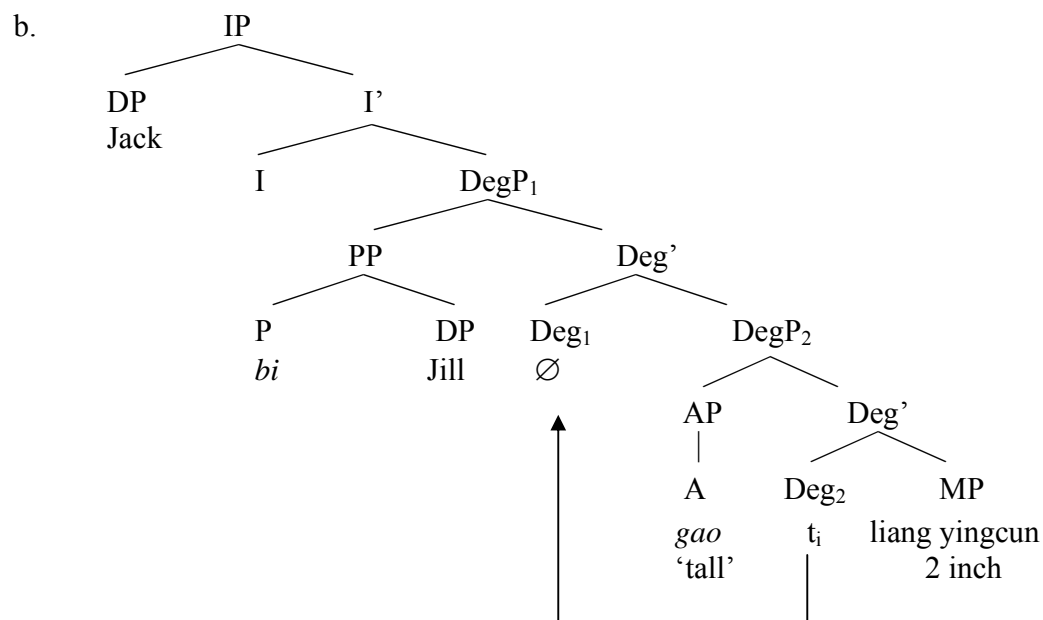 b. IP
DP I’
Jack
I DegP₁
PP Deg’
P DP Deg₁ DegP₂
bi Jill ∅
AP Deg’
A Deg₂ MP
gao tᵢ liang yingcun
‘tall’ 2 inch